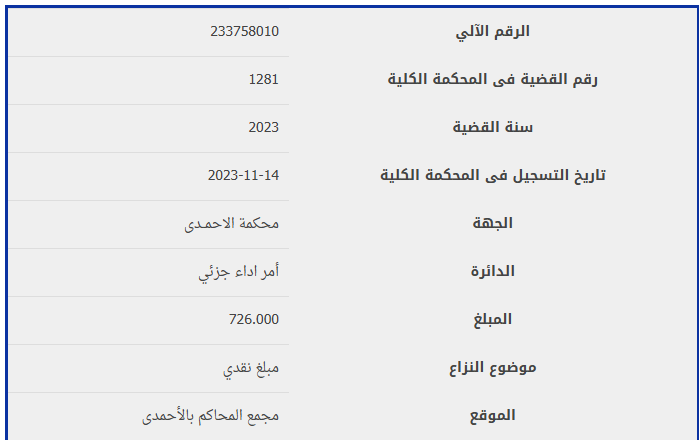 الرقم الآلي 233758010
رقم القضية فى المحكمة الكلية 1281
سنة القضية 2023
تاريخ التسجيل فى المحكمة الكلية 2023-11-14
الجهة محكمة الاحمـدى
الدائرة أمر اداء جزئي
المبلغ 726.000
موضوع النزاع مبلغ نقدي
الموقع مجمع المحاكم بالأحمدى